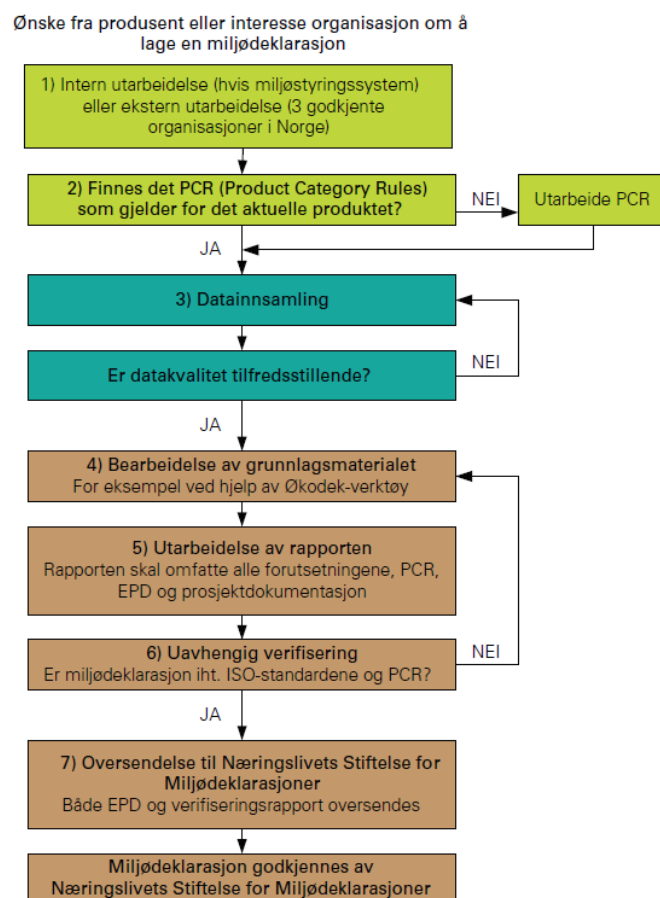 Ønske fra produsent eller interesse organisasjon om å
lage en miljødeklarasjon
1) Intern utarbeidelse (hvis miljøstyringssystem)
eller ekstern utarbeidelse (3 godkjente
organisasjoner i Norge)
2) Finnes det PCR (Product Category Rules)
som gjelder for det aktuelle produktet?
NEI
Utarbeide PCR
JA
3) Datainnsamling
Er datakvalitet tilfredsstillende?
NEI
JA
4) Bearbeidelse av grunnlagsmaterialet
For eksempel ved hjelp av Økodek-verktøy
5) Utarbeidelse av rapporten
Rapporten skal omfatte alle forutsetningene, PCR,
EPD og prosjektdokumentasjon
6) Uavhengig verifisering
Er miljødeklarasjon iht. ISO-standardene og PCR?
NEI
JA
7) Oversendelse til Næringslivets Stiftelse for
Miljødeklarasjoner
Både EPD og verifiseringsrapport oversendes
Miljødeklarasjon godkjennes av
Næringslivets Stiftelse for Miljødeklarasjoner